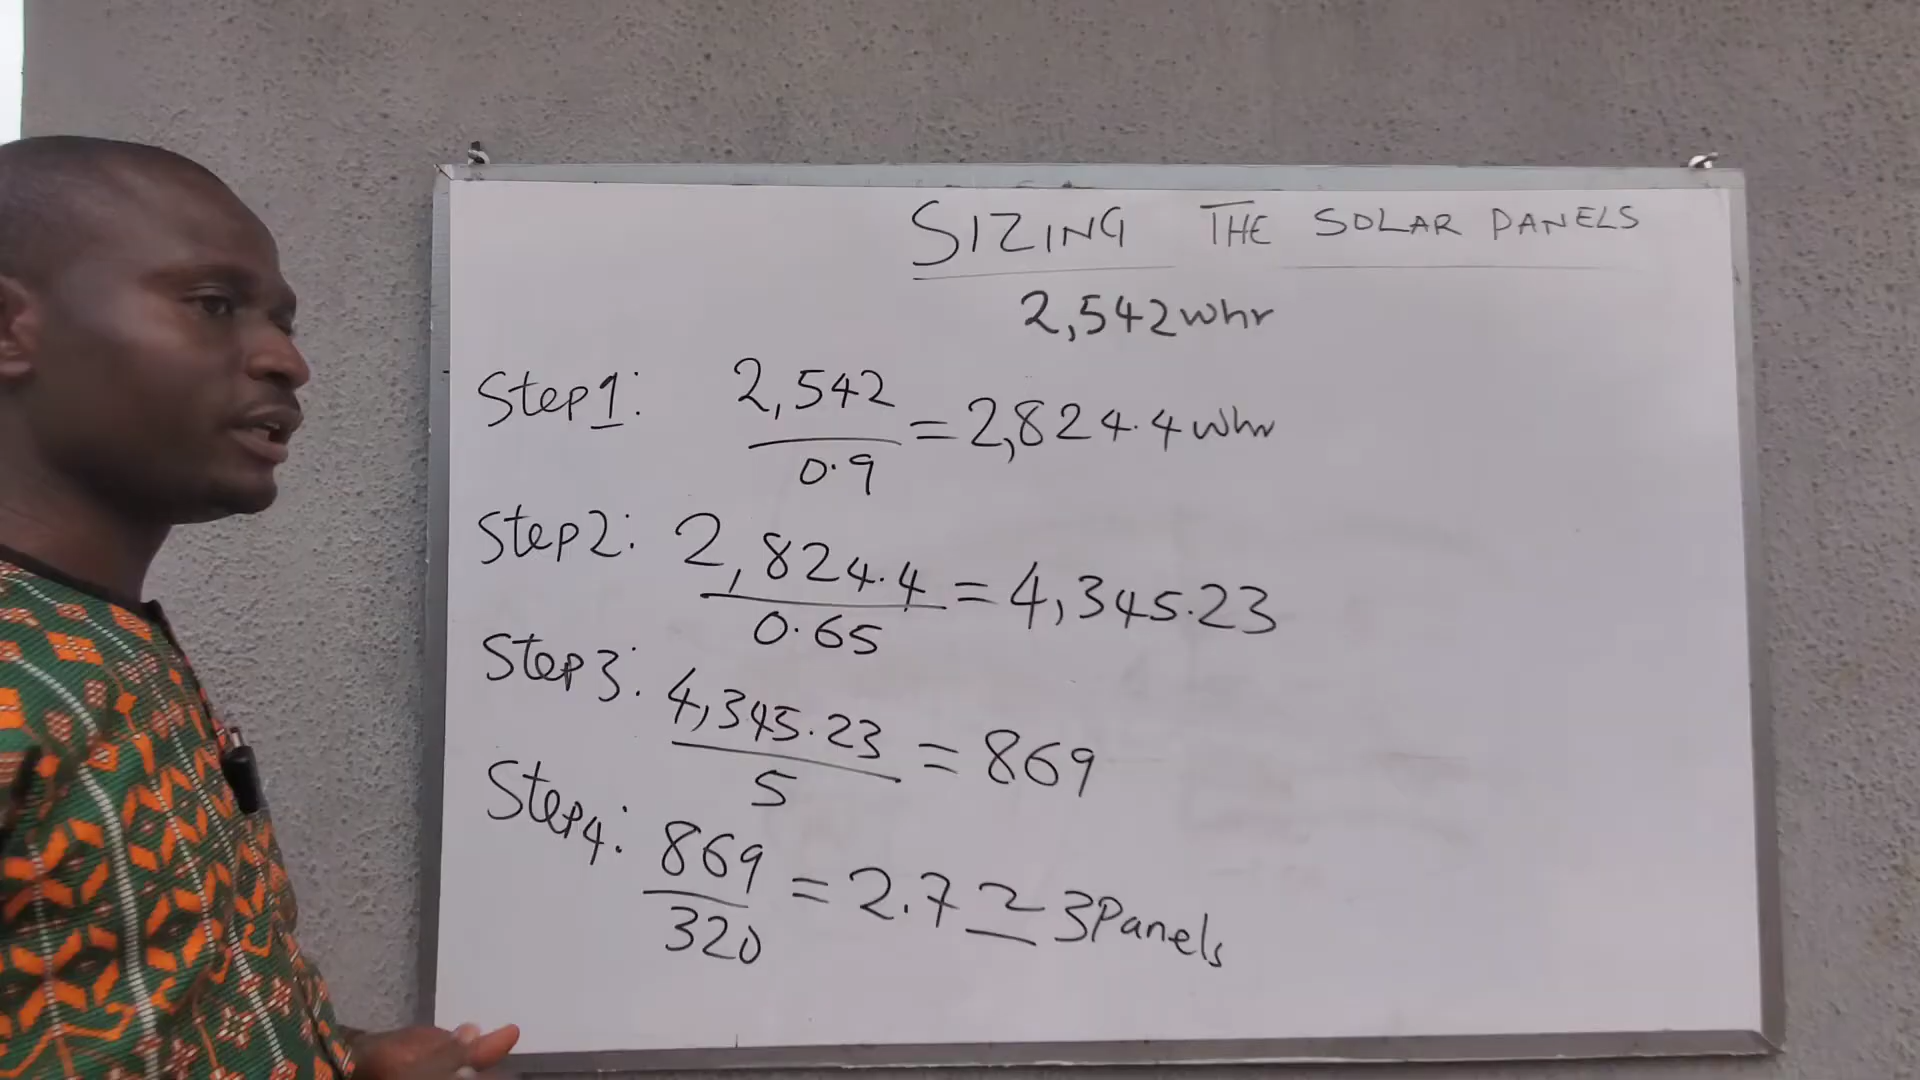 SIZING THE SOLAR PANELS
2,542whr
Step1: 2,542 / 0.9 = 2,824.4whr
Step2: 2,824.4 / 0.65 = 4,345.23
Step3: 4,345.23 / 5 = 869
Step4: 869 / 320 = 2.7 ≃ 3Panels